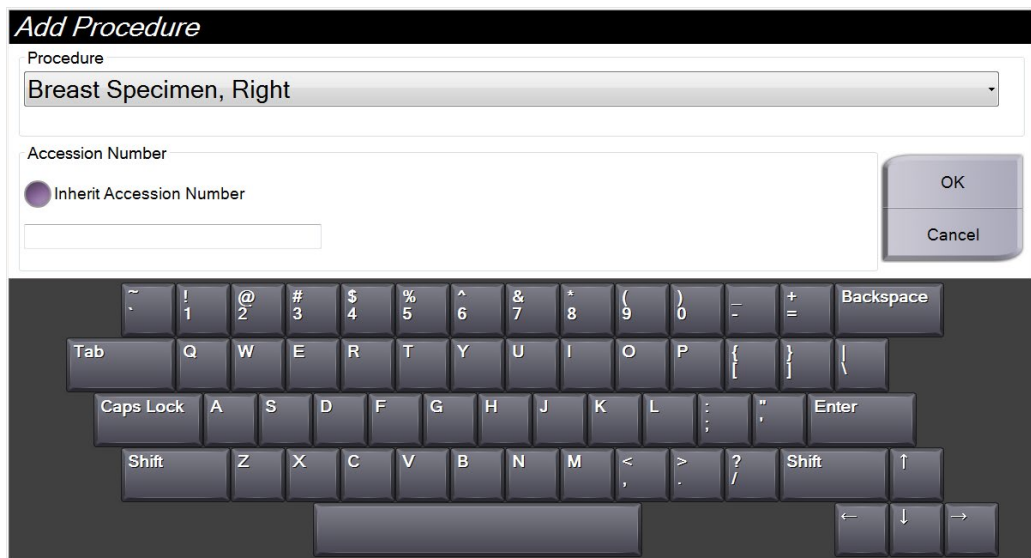 Add Procedure
Procedure
Breast Specimen, Right
Accession Number
Inherit Accession Number
OK
Cancel
~ ! @ # $ % ^ & * ( ) _ + Backspace
` 1 2 3 4 5 6 7 8 9 0 - =
Tab Q W E R T Y U I O P { } |
[ ] \
Caps Lock A S D F G H J K L : " Enter
; '
Shift Z X C V B N M < > ? Shift ↑
, . /
← ↓ →